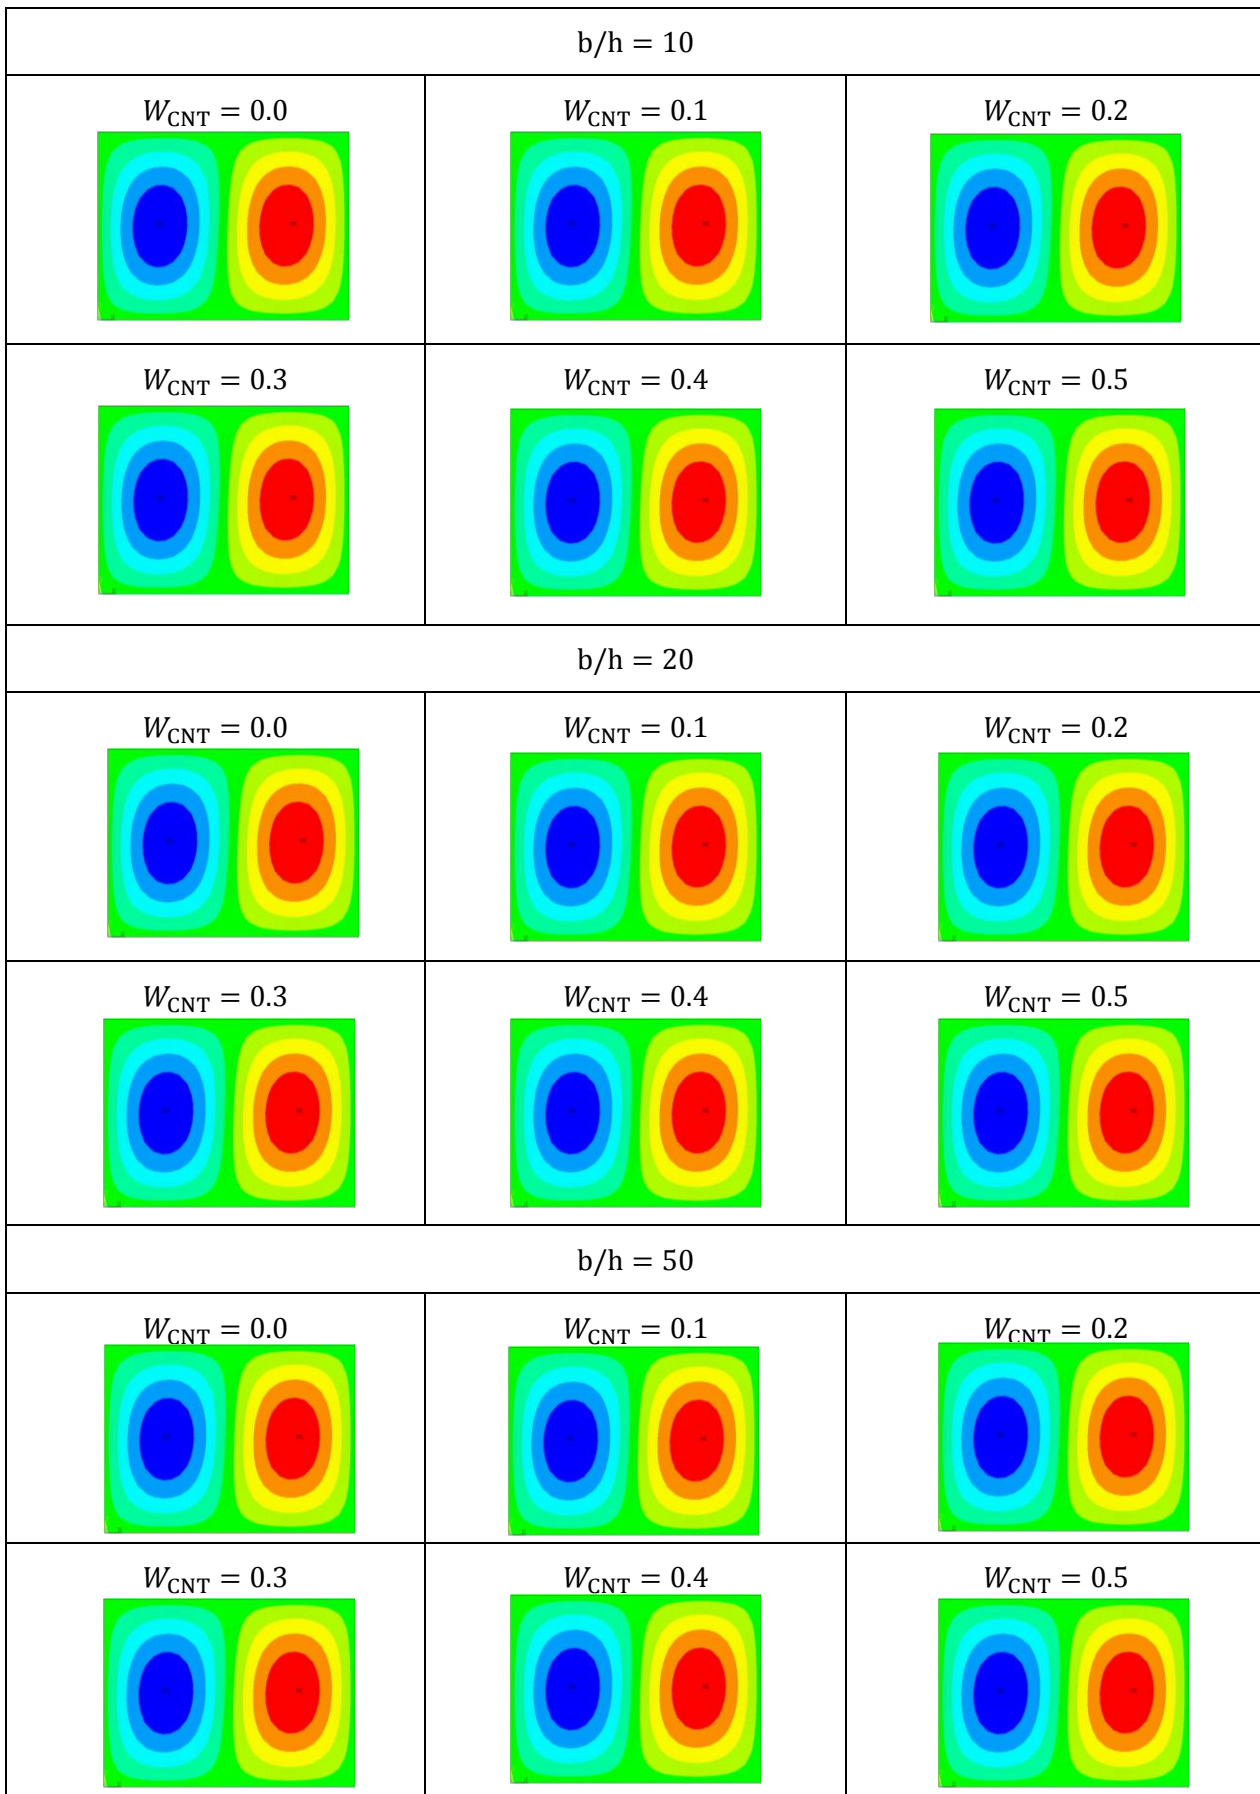 b/h = 10
W_CNT = 0.0 W_CNT = 0.1 W_CNT = 0.2
W_CNT = 0.3 W_CNT = 0.4 W_CNT = 0.5
b/h = 20
W_CNT = 0.0 W_CNT = 0.1 W_CNT = 0.2
W_CNT = 0.3 W_CNT = 0.4 W_CNT = 0.5
b/h = 50
W_CNT = 0.0 W_CNT = 0.1 W_CNT = 0.2
W_CNT = 0.3 W_CNT = 0.4 W_CNT = 0.5